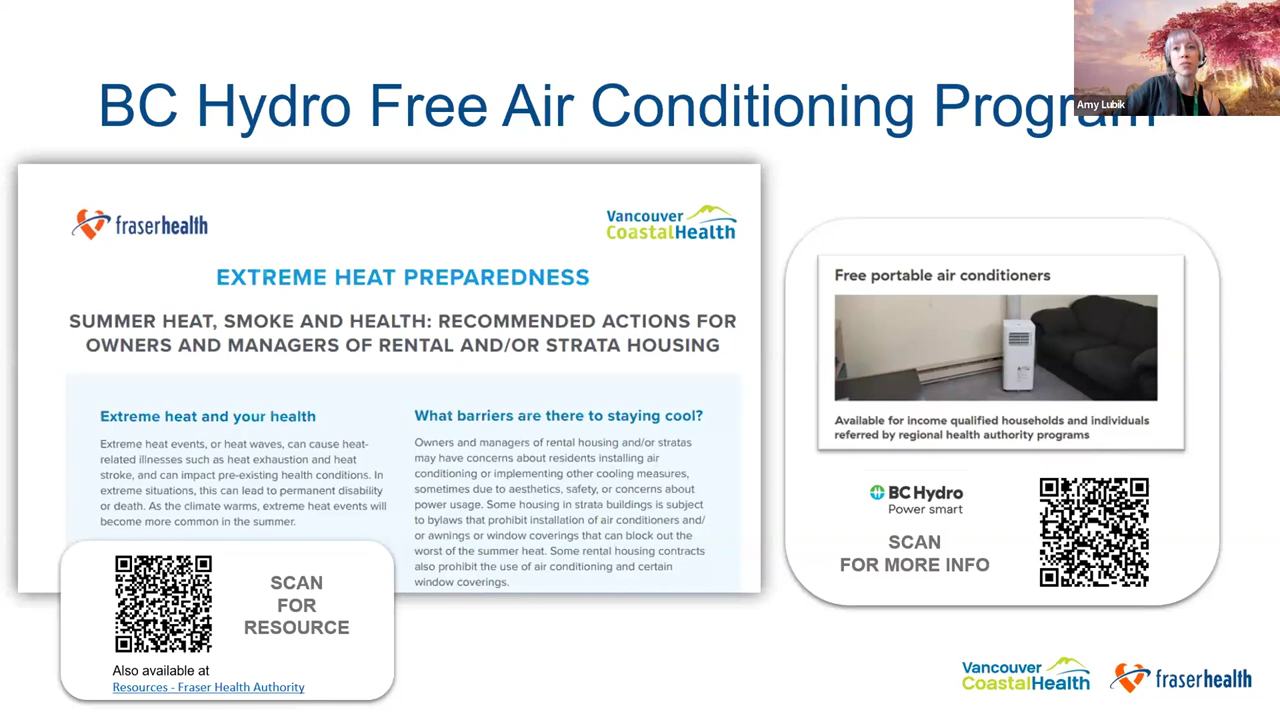 BC Hydro Free Air Conditioning Program
Amy Lubik
fraserhealth
Vancouver
CoastalHealth
EXTREME HEAT PREPAREDNESS
SUMMER HEAT, SMOKE AND HEALTH: RECOMMENDED ACTIONS FOR
OWNERS AND MANAGERS OF RENTAL AND/OR STRATA HOUSING
Extreme heat and your health
Extreme heat events, or heat waves, can cause heat-
related illnesses such as heat exhaustion and heat
stroke, and can impact pre-existing health conditions. In
extreme situations, this can lead to permanent disability
or death. As the climate warms, extreme heat events will
become more common in the summer.
What barriers are there to staying cool?
Owners and managers of rental housing and/or stratas
may have concerns about residents installing air
conditioning or implementing other cooling measures,
sometimes due to aesthetics, safety, or concerns about
power usage. Some housing in strata buildings is subject
to bylaws that prohibit installation of air conditioners and/
or awnings or window coverings that can block out the
worst of the summer heat. Some rental housing contracts
also prohibit the use of air conditioning and certain
window coverings.
SCAN
FOR
RESOURCE
Also available at
Resources - Fraser Health Authority
Free portable air conditioners
Available for income qualified households and individuals
referred by regional health authority programs
BC Hydro
Power smart
SCAN
FOR MORE INFO
Vancouver
CoastalHealth
fraserhealth